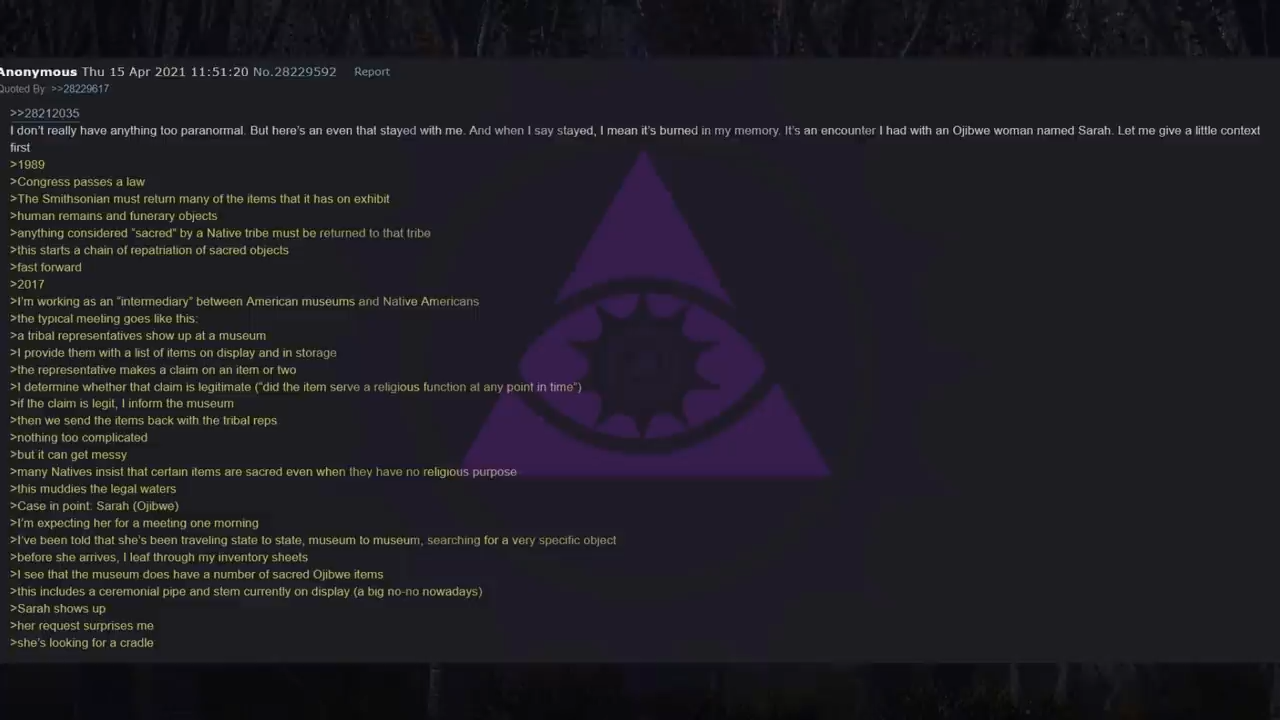 Anonymous Thu 15 Apr 2021 11:51:20 No.28229592 Report
Quoted By >>28229617
>>28212035
I don't really have anything too paranormal. But here's an even that stayed with me. And when I say stayed, I mean it's burned in my memory. It's an encounter I had with an Ojibwe woman named Sarah. Let me give a little context
first
>1989
>Congress passes a law
>The Smithsonian must return many of the items that it has on exhibit
>human remains and funerary objects
>anything considered "sacred" by a Native tribe must be returned to that tribe
>this starts a chain of repatriation of sacred objects
>fast forward
>2017
>I'm working as an "intermediary" between American museums and Native Americans
>the typical meeting goes like this:
>a tribal representatives show up at a museum
>I provide them with a list of items on display and in storage
>the representative makes a claim on an item or two
>I determine whether that claim is legitimate ("did the item serve a religious function at any point in time")
>if the claim is legit, I inform the museum
>then we send the items back with the tribal reps
>nothing too complicated
>but it can get messy
>many Natives insist that certain items are sacred even when they have no religious purpose
>this muddies the legal waters
>Case in point: Sarah (Ojibwe)
>I'm expecting her for a meeting one morning
>I've been told that she's been traveling state to state, museum to museum, searching for a very specific object
>before she arrives, I leaf through my inventory sheets
>I see that the museum does have a number of sacred Ojibwe items
>this includes a ceremonial pipe and stem currently on display (a big no-no nowadays)
>Sarah shows up
>her request surprises me
>she's looking for a cradle